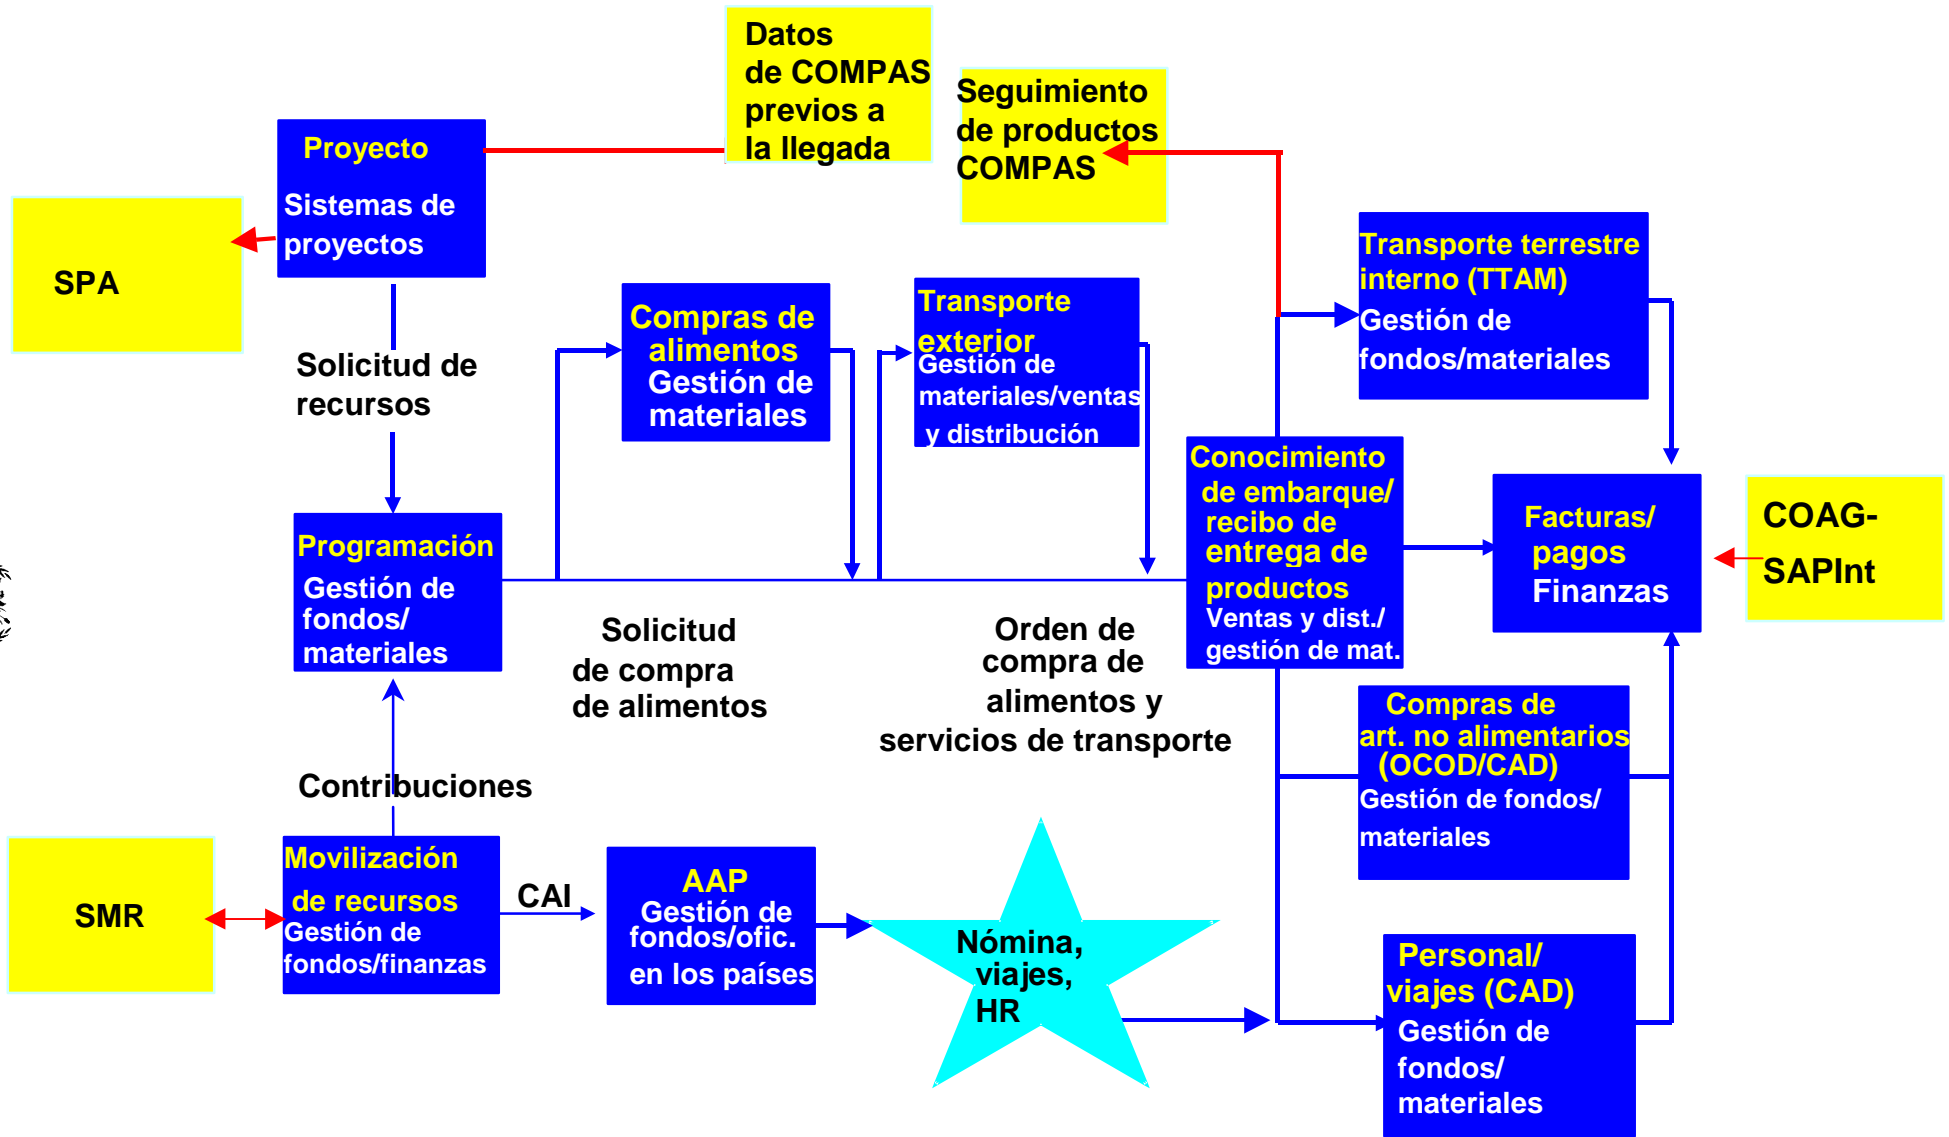 Datos
de COMPAS
previos a
la llegada
Seguimiento
de productos
COMPAS
Proyecto
Sistemas de
proyectos
SPA
Solicitud de
recursos
Compras de
alimentos
Gestión de
materiales
Transporte
exterior
Gestión de
materiales/ventas
y distribución
Transporte terrestre
interno (TTAM)
Gestión de
fondos/materiales
Programación
Gestión de
fondos/
materiales
Conocimiento
de embarque/
recibo de
entrega de
productos
Ventas y dist./
gestión de mat.
Facturas/
pagos
Finanzas
COAG-
SAPInt
Solicitud
de compra
de alimentos
Orden de
compra de
alimentos y
servicios de transporte
Compras de
art. no alimentarios
(OCOD/CAD)
Gestión de fondos/
materiales
Contribuciones
SMR
Movilización
de recursos
Gestión de
fondos/finanzas
CAI
AAP
Gestión de
fondos/ofic.
en los países
Nómina,
viajes,
HR
Personal/
viajes (CAD)
Gestión de
fondos/
materiales